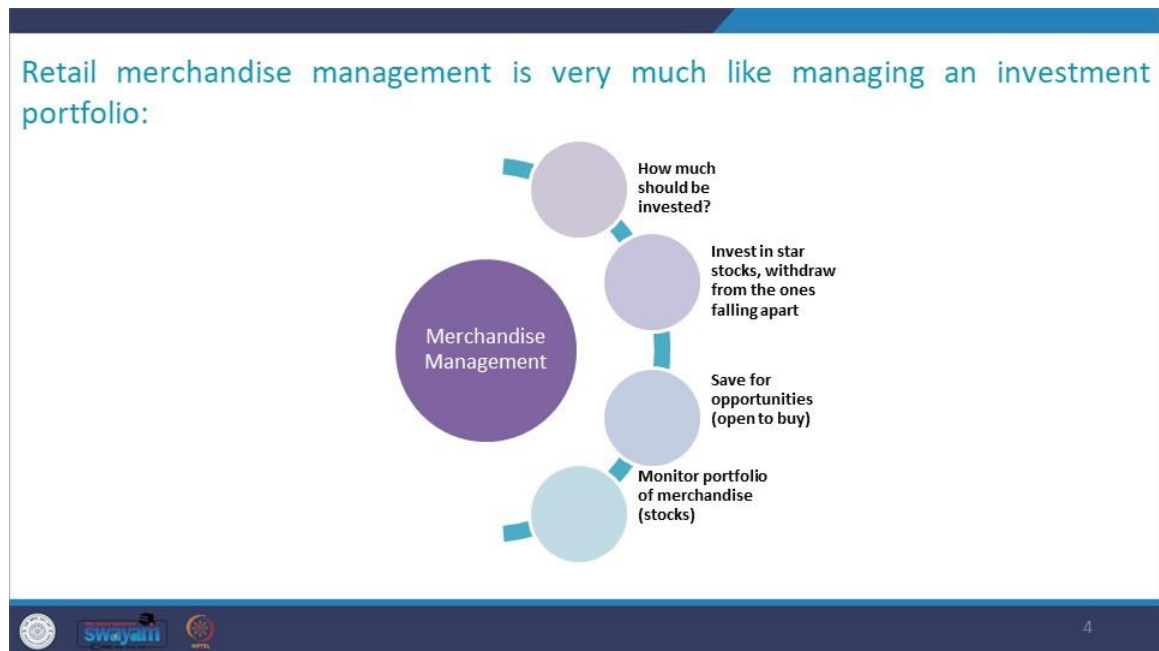 Retail merchandise management is very much like managing an investment
portfolio:
How much
should be
invested?
Invest in star
stocks, withdraw
from the ones
falling apart
Merchandise
Management
Save for
opportunities
(open to buy)
Monitor portfolio
of merchandise
(stocks)
swayam
NPTEL
4